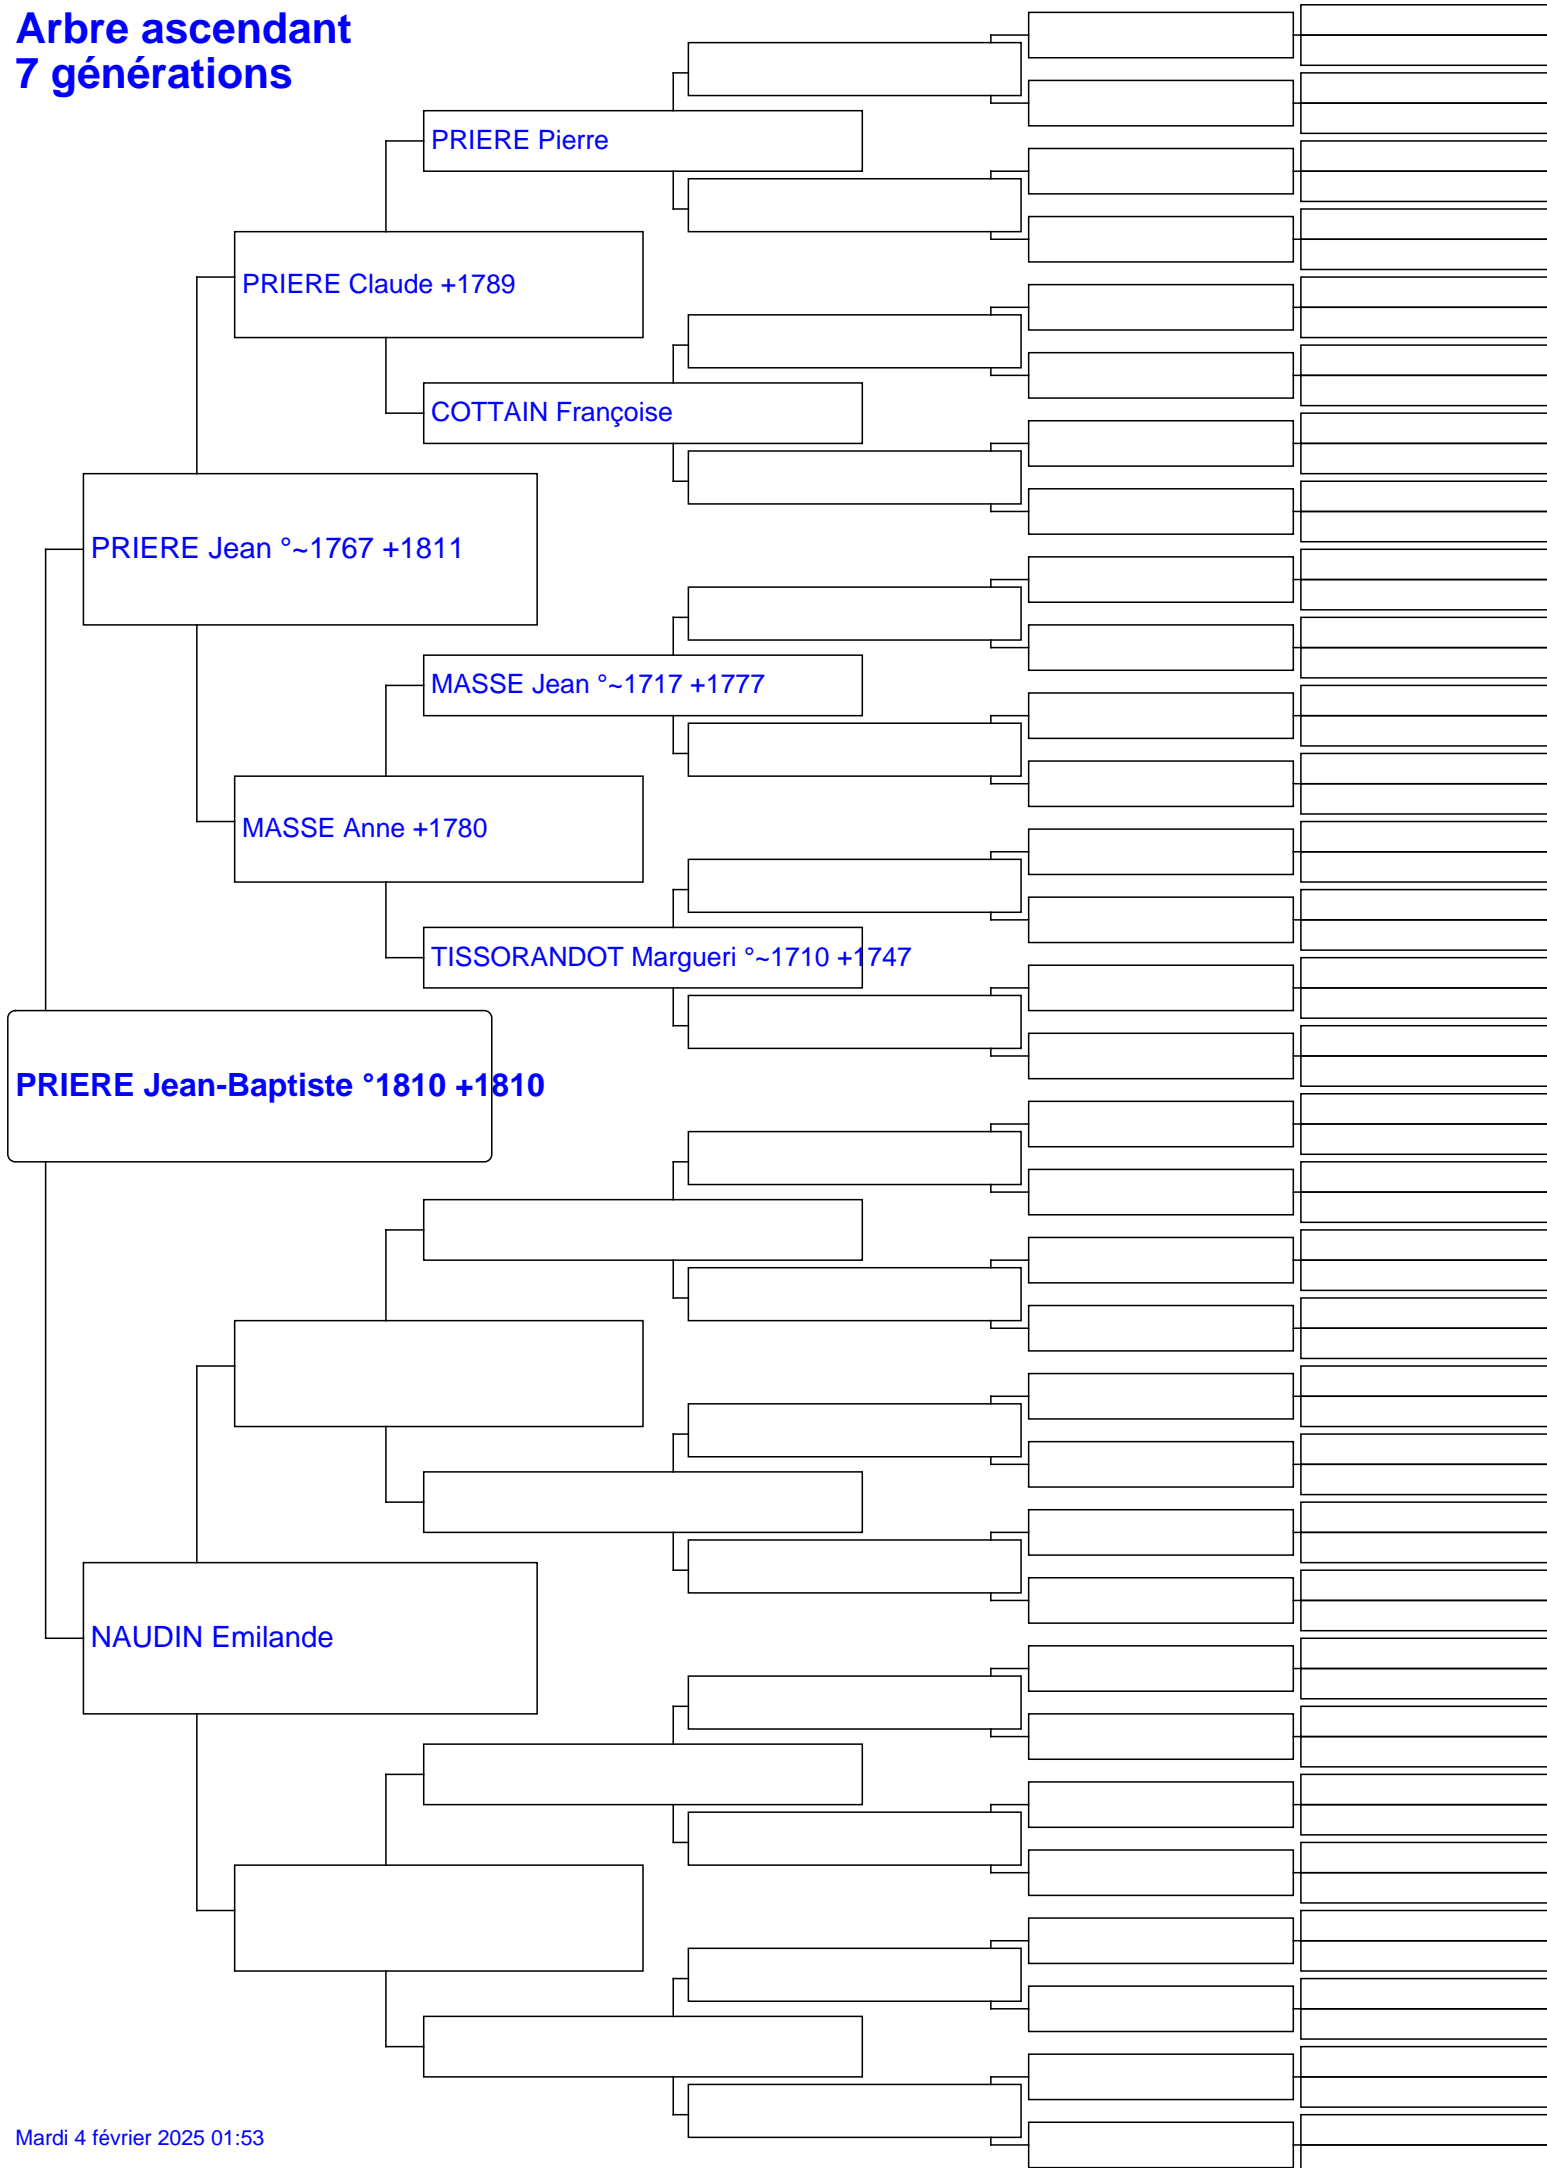 Arbre ascendant
7 générations
PRIERE Pierre
PRIERE Claude +1789
COTTAIN Françoise
PRIERE Jean °~1767 +1811
MASSE Jean °~1717 +1777
MASSE Anne +1780
TISSORANDOT Margueri °~1710 +1747
PRIERE Jean-Baptiste °1810 +1810
NAUDIN Emilande
Mardi 4 février 2025 01:53